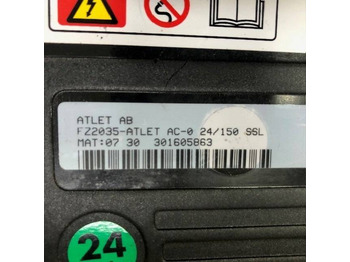 ATLET AB
FZ2035-ATLET AC-0 24/150 SSL
MAT:07 30 301605863
24